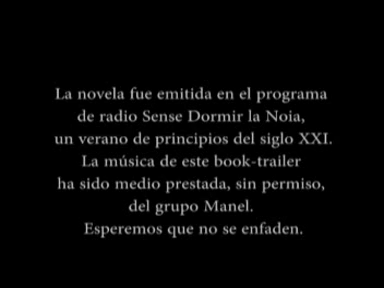 La novela fue emitida en el programa
de radio Sense Dormir la Noia,
un verano de principios del siglo XXI.
La música de este book-trailer
ha sido medio prestada, sin permiso,
del grupo Manel.
Esperemos que no se enfaden.